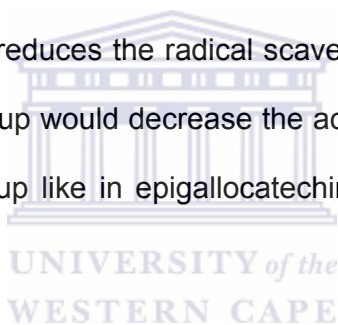 reduces the radical scave
up would decrease the ac
up like in epigallocatechi
UNIVERSITY of the
WESTERN CAPE